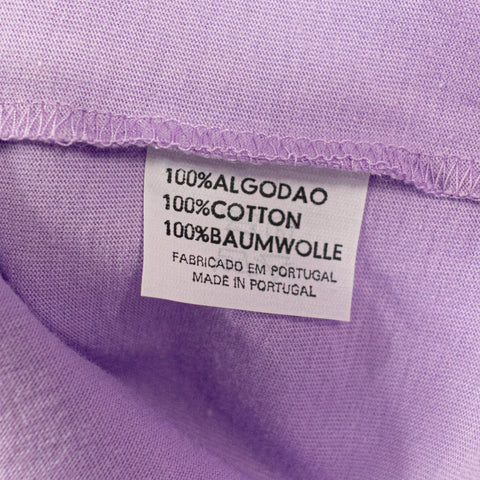 100%ALGODAO
100%COTTON
100%BAUMWOLLE
FABRICADO EM PORTUGAL
MADE IN PORTUGAL